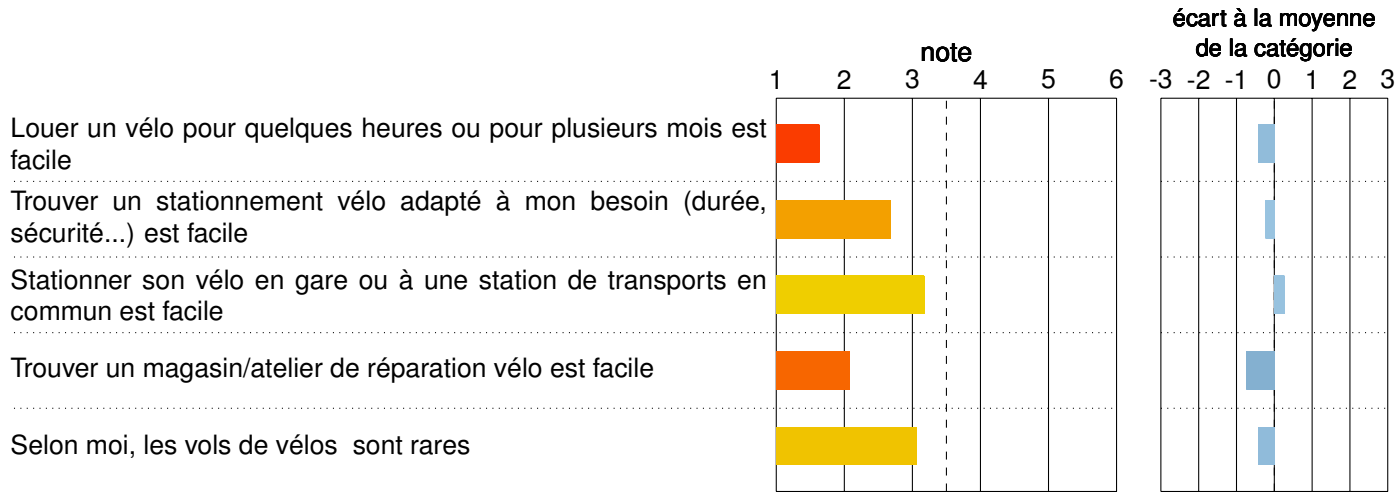 écart à la moyenne
de la catégorie
note
1 2 3 4 5 6
-3 -2 -1 0 1 2 3
Louer un vélo pour quelques heures ou pour plusieurs mois est
facile
Trouver un stationnement vélo adapté à mon besoin (durée,
sécurité...) est facile
Stationner son vélo en gare ou à une station de transports en
commun est facile
Trouver un magasin/atelier de réparation vélo est facile
Selon moi, les vols de vélos sont rares